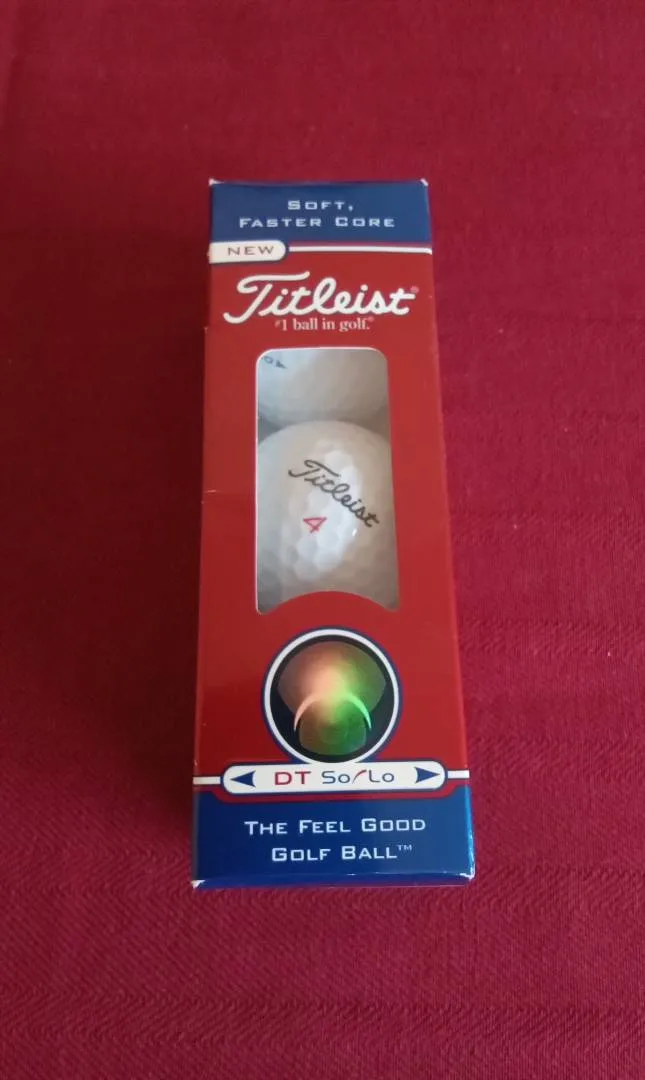 SOFT,
FASTER CORE
NEW
Titleist®
#1 ball in golf.®
Titleist
4
DT So/Lo
THE FEEL GOOD
GOLF BALL™